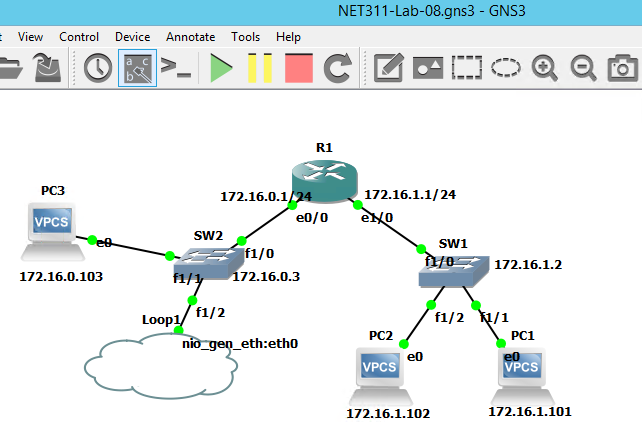 NET311-Lab-08.gns3 - GNS3
View Control Device Annotate Tools Help
a c
b
R1
172.16.0.1/24 172.16.1.1/24
e0/0 e1/0
PC3
VPCS
e0
172.16.0.103
SW2
f1/0
f1/1
172.16.0.3
f1/2
Loop1
nio_gen_eth:eth0
SW1
f1/0
172.16.1.2
f1/2 f1/1
PC2
e0
VPCS
172.16.1.102
PC1
e0
VPCS
172.16.1.101